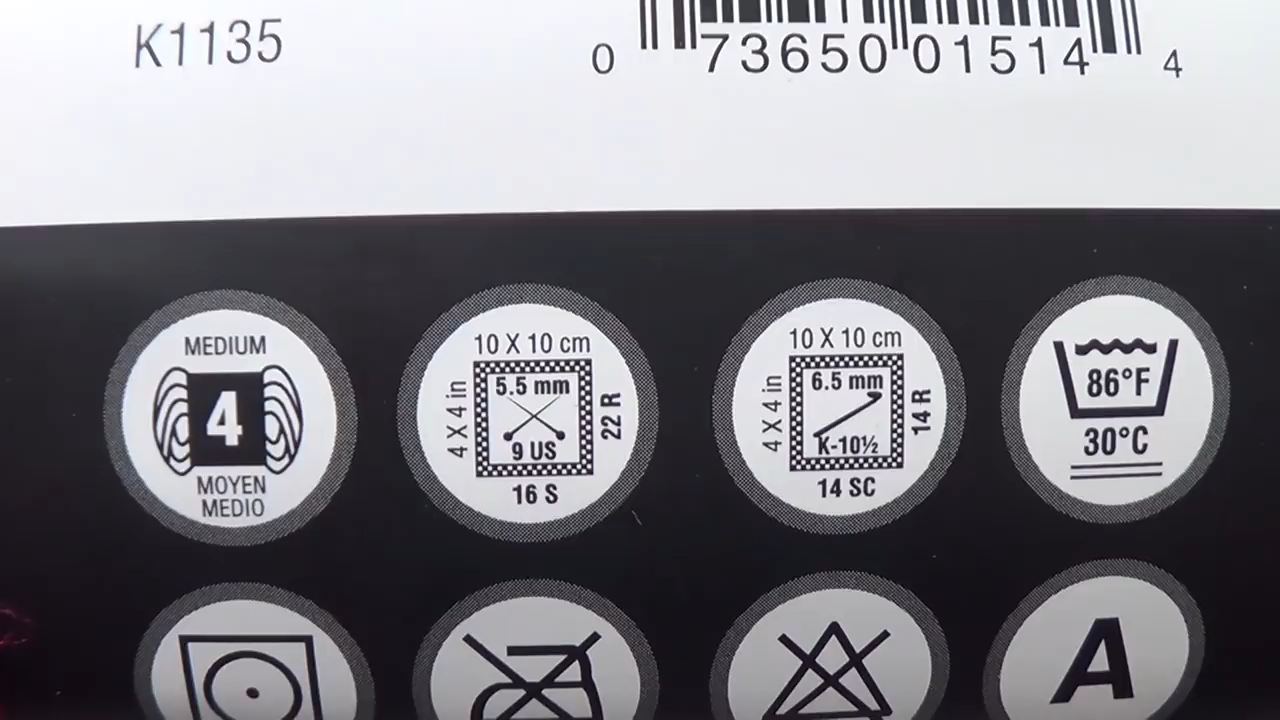 K1135
0 73650 01514 4
MEDIUM
4
MOYEN
MEDIO
10 X 10 cm
4 X 4 in
5.5 mm
9 US
22 R
16 S
10 X 10 cm
4 X 4 in
6.5 mm
K-10½
14 R
14 SC
86°F
30°C
A